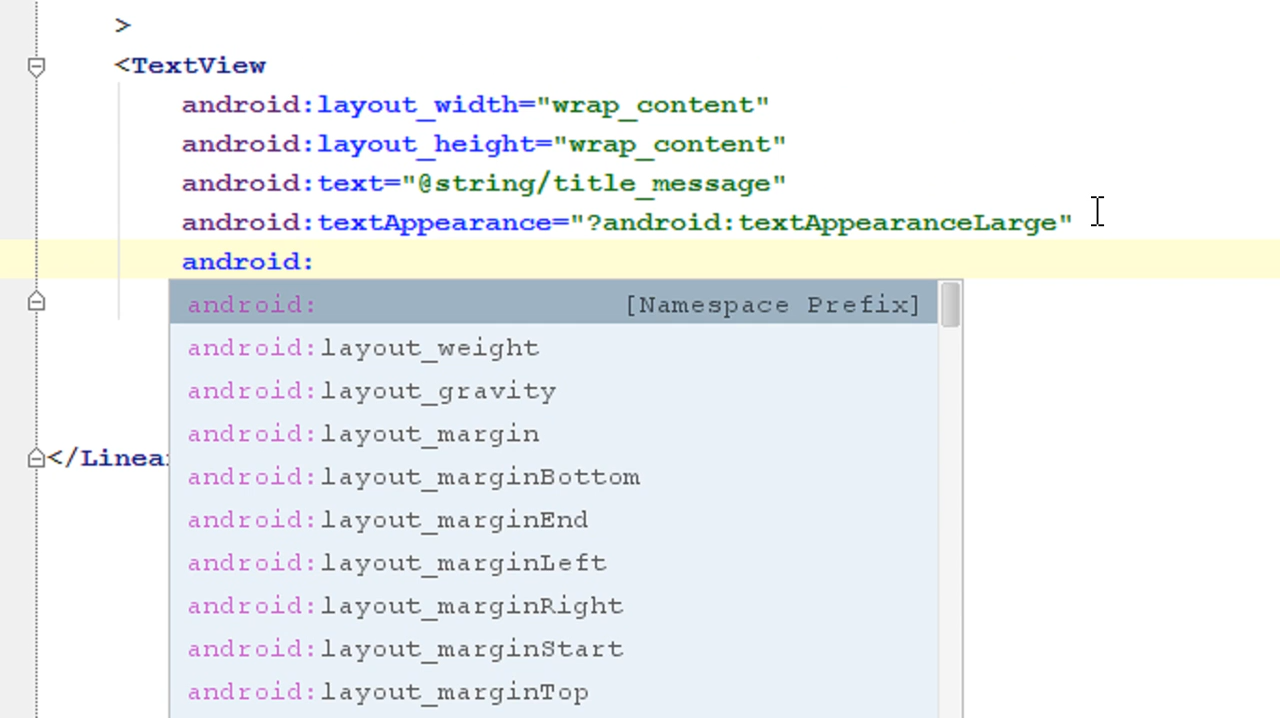 >
<TextView
android:layout_width="wrap_content"
android:layout_height="wrap_content"
android:text="@string/title_message"
android:textAppearance="?android:textAppearanceLarge"
android:
android: [Namespace Prefix]
android:layout_weight
android:layout_gravity
android:layout_margin
</Linea
android:layout_marginBottom
android:layout_marginEnd
android:layout_marginLeft
android:layout_marginRight
android:layout_marginStart
android:layout_marginTop